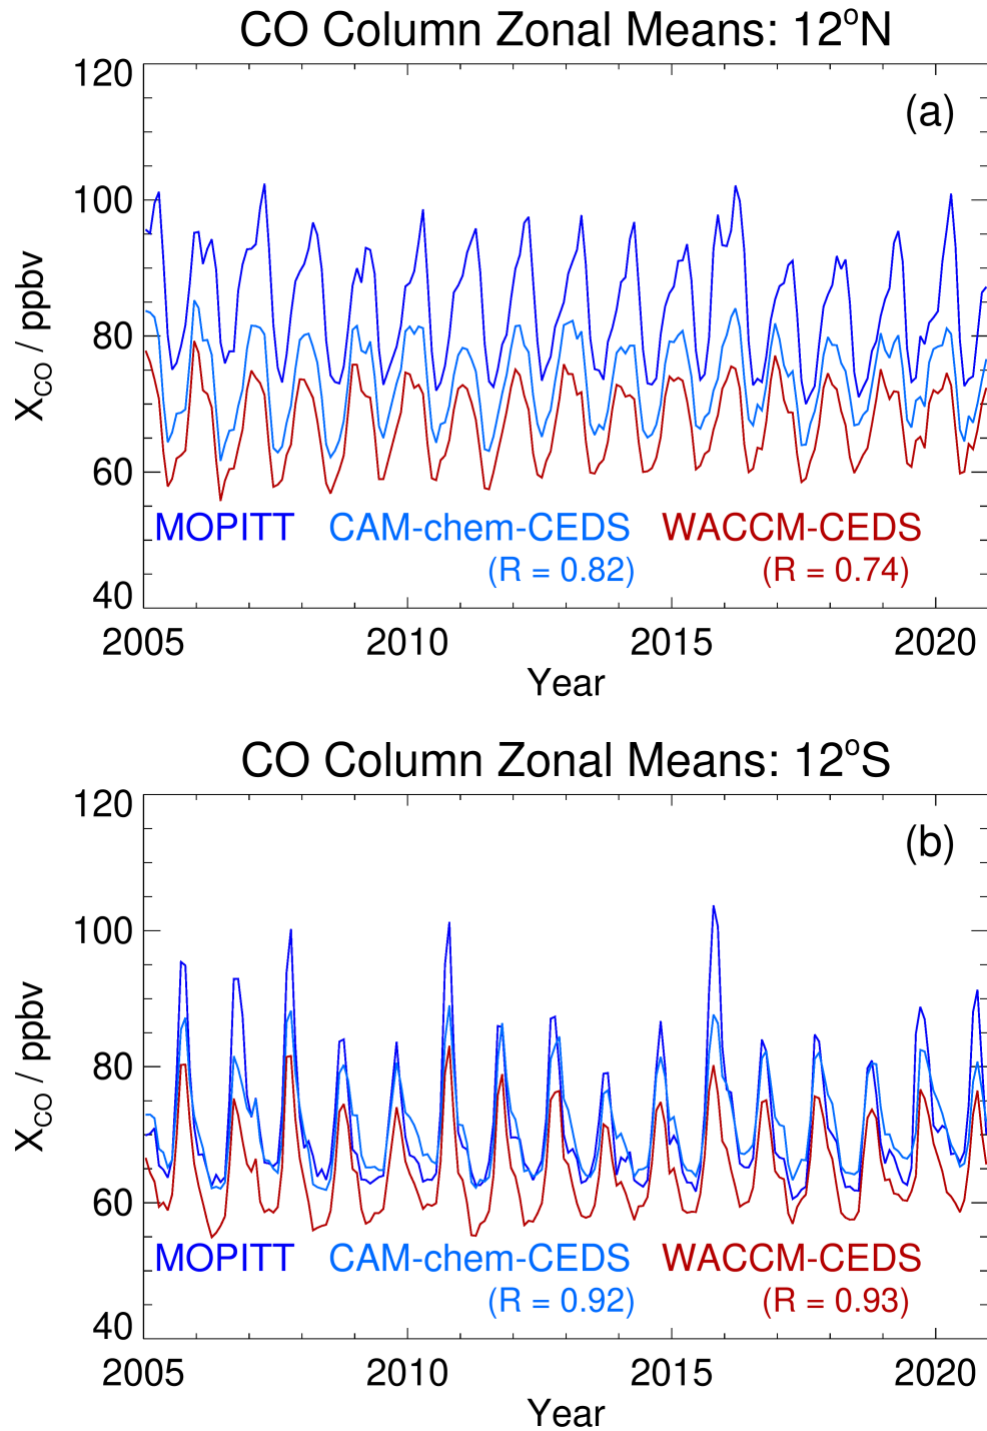 CO Column Zonal Means: 12°N
120
(a)
100
80
60
40
X_CO / ppbv
MOPITT CAM-chem-CEDS WACCM-CEDS
(R = 0.82) (R = 0.74)
2005 2010 2015 2020
Year
CO Column Zonal Means: 12°S
120
(b)
100
80
60
40
X_CO / ppbv
MOPITT CAM-chem-CEDS WACCM-CEDS
(R = 0.92) (R = 0.93)
2005 2010 2015 2020
Year